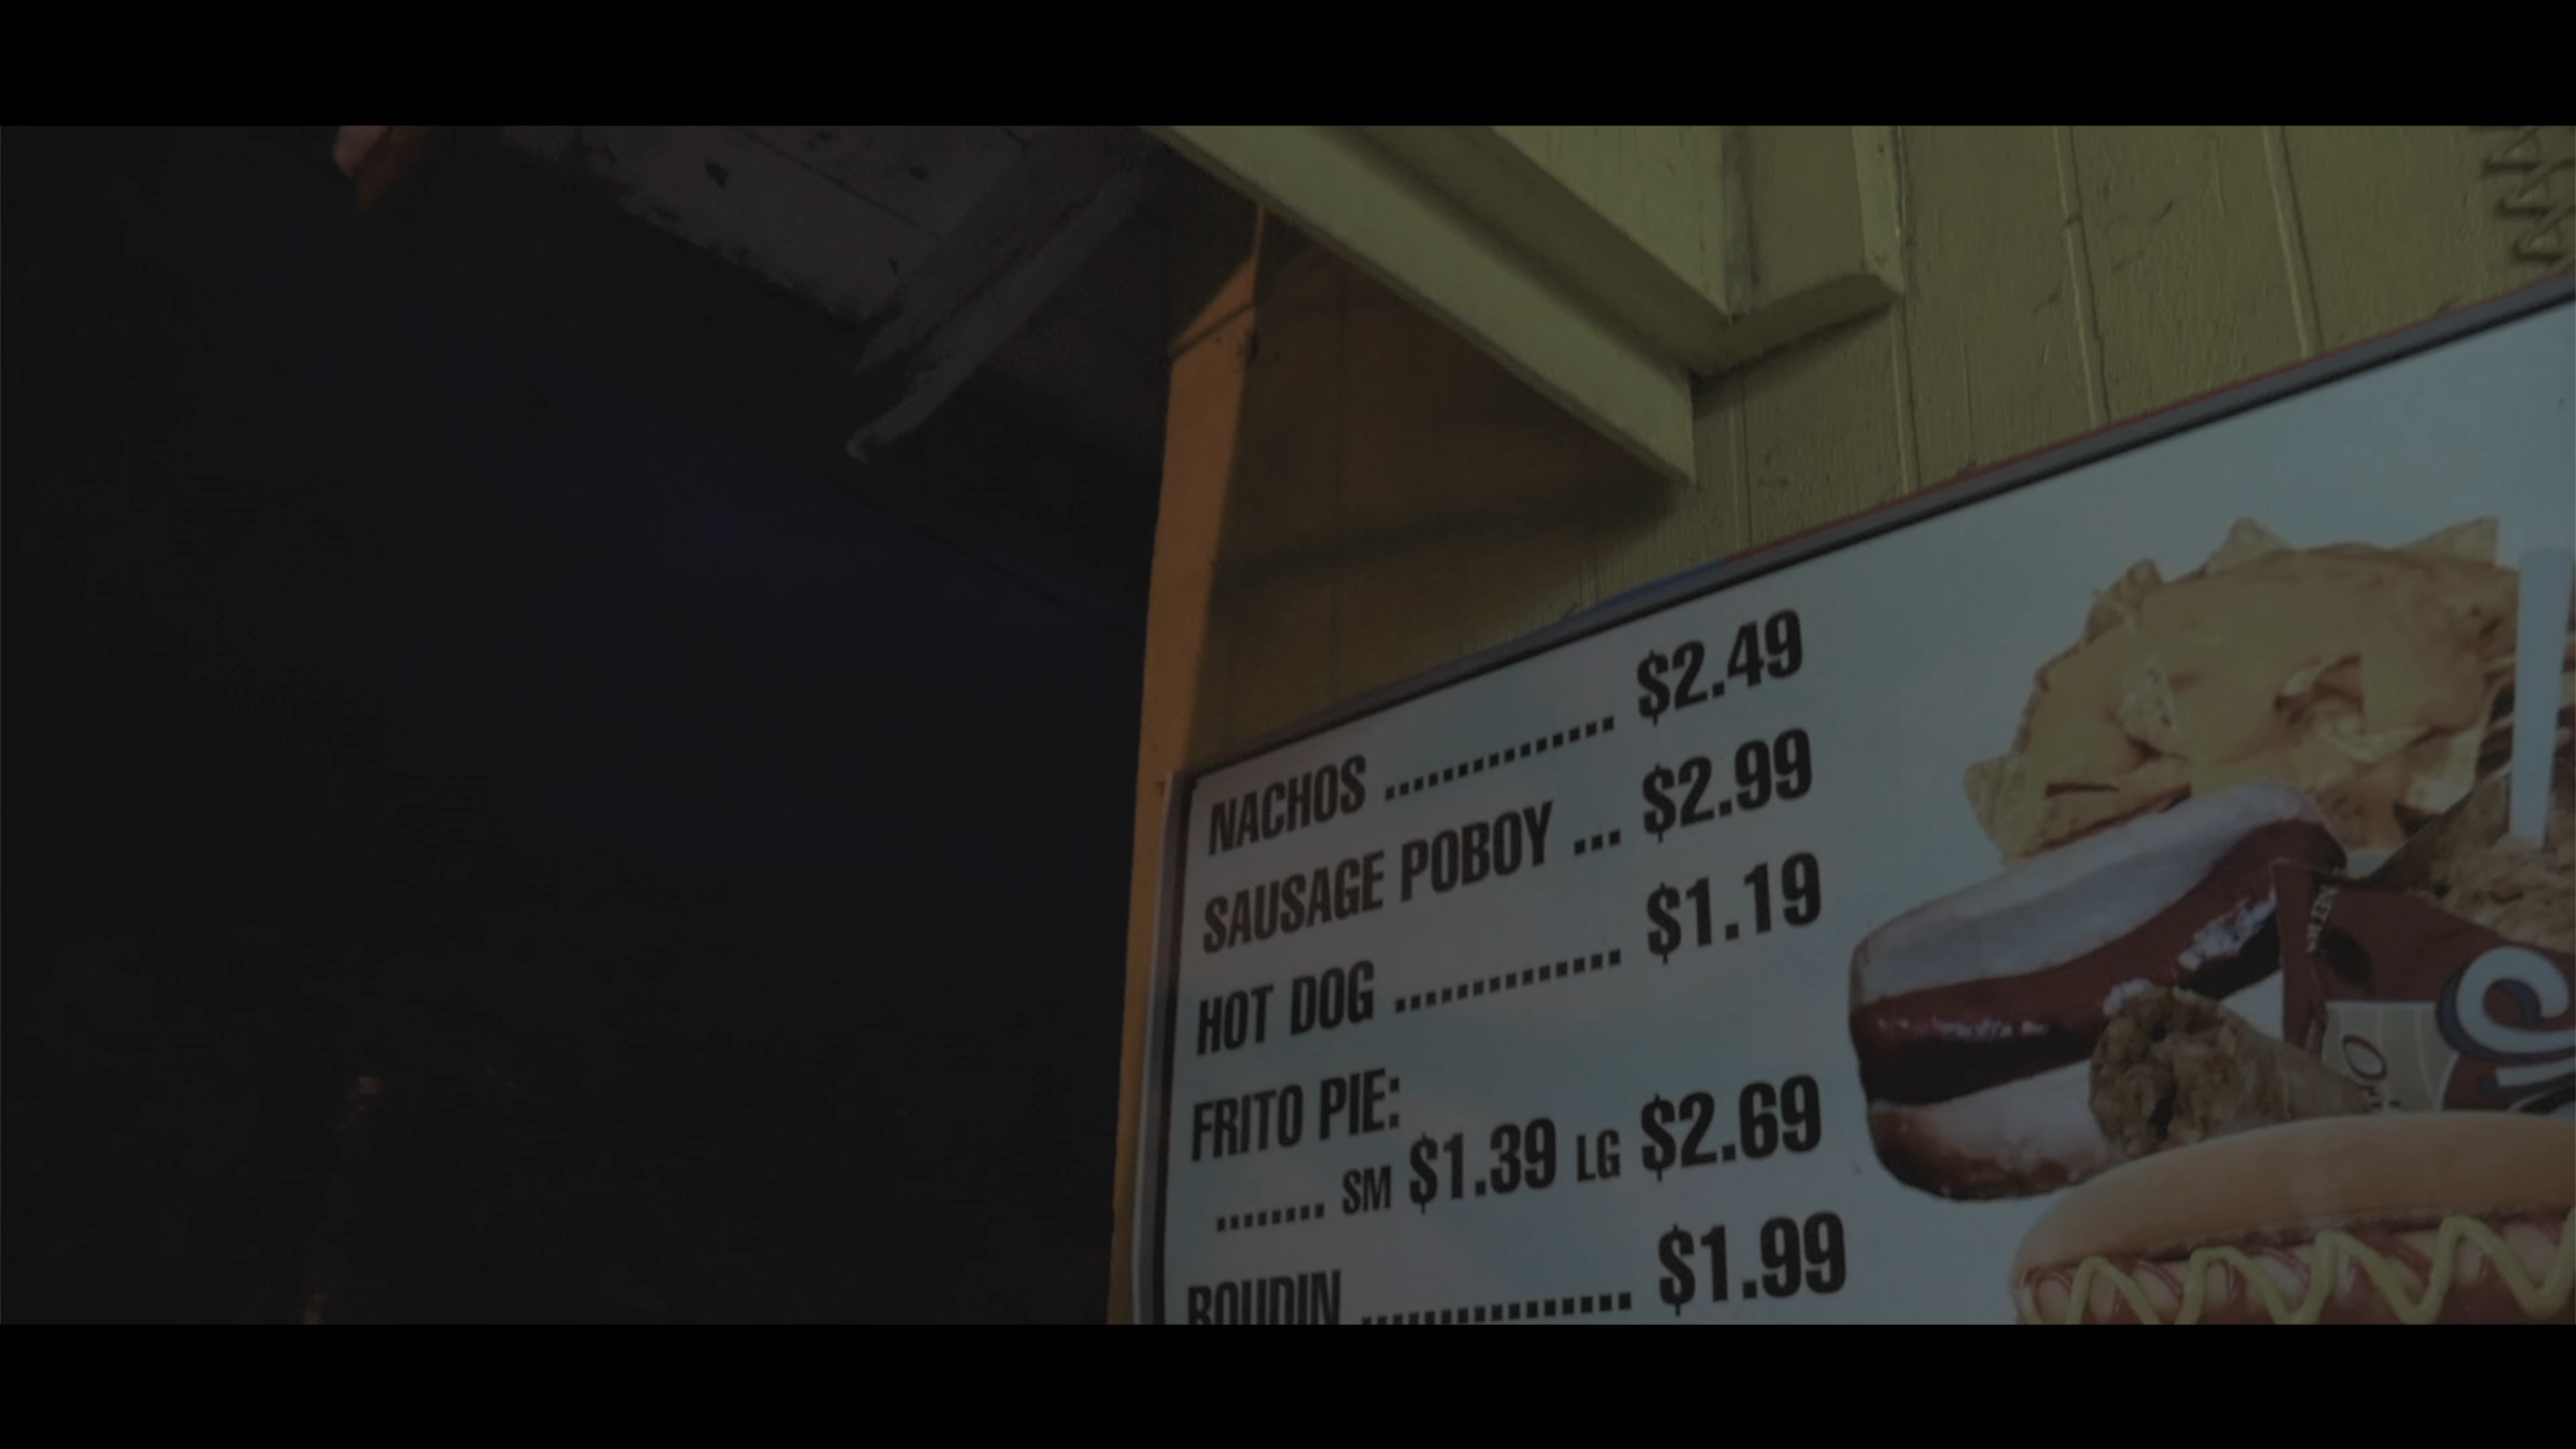 NACHOS ................ $2.49
SAUSAGE POBOY ... $2.99
HOT DOG ............... $1.19
FRITO PIE:
........ SM $1.39 LG $2.69
BOUDIN .................. $1.99